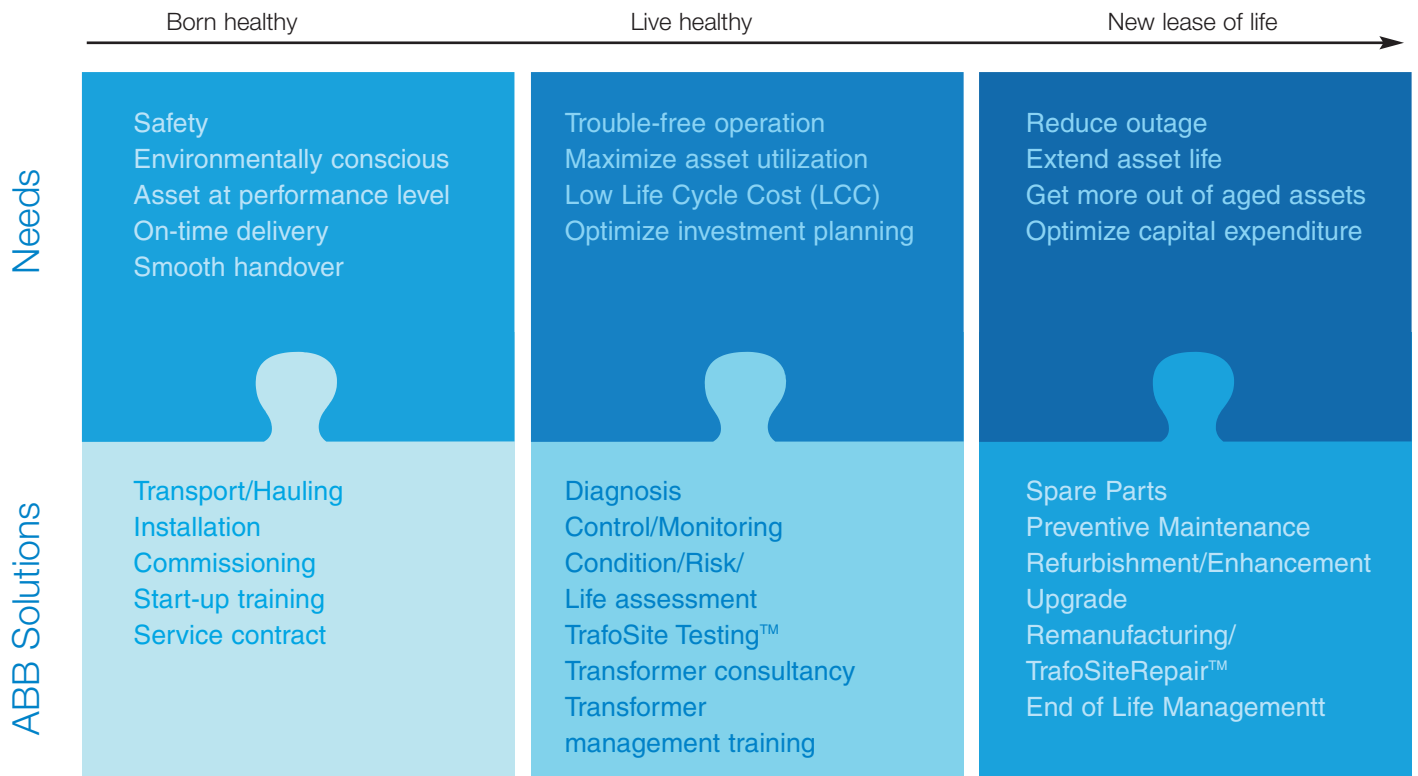 Born healthy
Live healthy
New lease of life
Needs
Safety
Environmentally conscious
Asset at performance level
On-time delivery
Smooth handover
Trouble-free operation
Maximize asset utilization
Low Life Cycle Cost (LCC)
Optimize investment planning
Reduce outage
Extend asset life
Get more out of aged assets
Optimize capital expenditure
ABB Solutions
Transport/Hauling
Installation
Commissioning
Start-up training
Service contract
Diagnosis
Control/Monitoring
Condition/Risk/
Life assessment
TrafoSite Testing™
Transformer consultancy
Transformer
management training
Spare Parts
Preventive Maintenance
Refurbishment/Enhancement
Upgrade
Remanufacturing/
TrafoSiteRepair™
End of Life Managementt